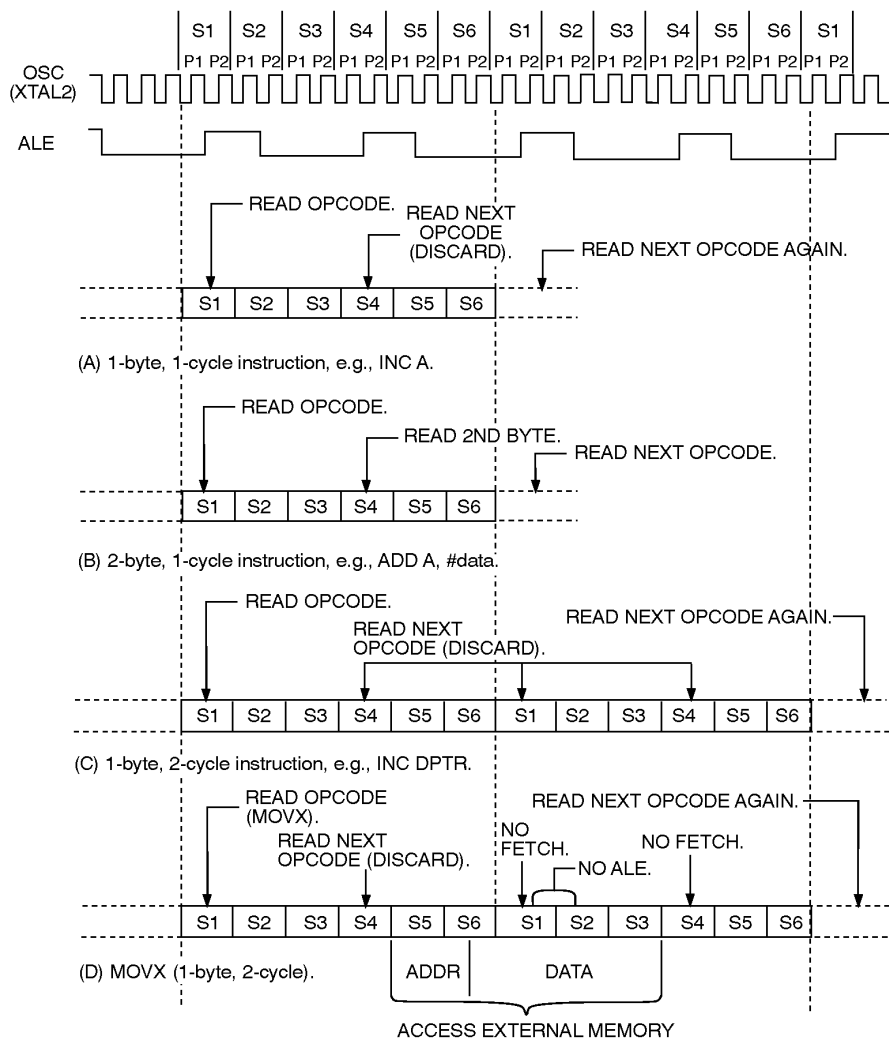 S1 S2 S3 S4 S5 S6 S1 S2 S3 S4 S5 S6 S1
P1 P2 P1 P2 P1 P2 P1 P2 P1 P2 P1 P2 P1 P2 P1 P2 P1 P2 P1 P2 P1 P2 P1 P2 P1 P2
OSC
(XTAL2)
ALE
READ OPCODE.
READ NEXT
OPCODE
(DISCARD).
READ NEXT OPCODE AGAIN.
S1 S2 S3 S4 S5 S6
(A) 1-byte, 1-cycle instruction, e.g., INC A.
READ OPCODE.
READ 2ND BYTE.
READ NEXT OPCODE.
S1 S2 S3 S4 S5 S6
(B) 2-byte, 1-cycle instruction, e.g., ADD A, #data.
READ OPCODE.
READ NEXT
OPCODE (DISCARD).
READ NEXT OPCODE AGAIN.
S1 S2 S3 S4 S5 S6 S1 S2 S3 S4 S5 S6
(C) 1-byte, 2-cycle instruction, e.g., INC DPTR.
READ OPCODE
(MOVX).
READ NEXT
OPCODE (DISCARD).
READ NEXT OPCODE AGAIN.
NO
FETCH.
NO ALE.
NO FETCH.
S1 S2 S3 S4 S5 S6 S1 S2 S3 S4 S5 S6
(D) MOVX (1-byte, 2-cycle).
ADDR
DATA
ACCESS EXTERNAL MEMORY